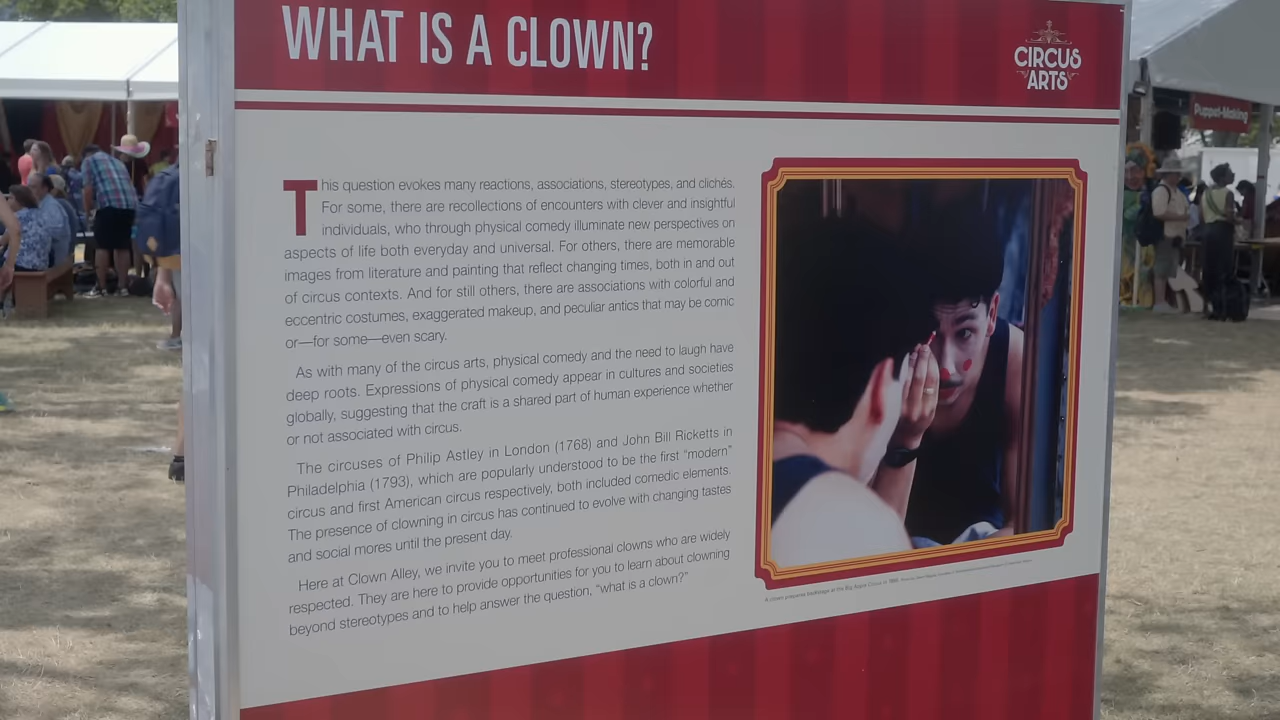 WHAT IS A CLOWN?
CIRCUS
ARTS
Puppet-Making
This question evokes many reactions, associations, stereotypes, and clichés.
For some, there are recollections of encounters with clever and insightful
individuals, who through physical comedy illuminate new perspectives on
aspects of life both everyday and universal. For others, there are memorable
images from literature and painting that reflect changing times, both in and out
of circus contexts. And for still others, there are associations with colorful and
eccentric costumes, exaggerated makeup, and peculiar antics that may be comic
or—for some—even scary.
As with many of the circus arts, physical comedy and the need to laugh have
deep roots. Expressions of physical comedy appear in cultures and societies
globally, suggesting that the craft is a shared part of human experience whether
or not associated with circus.
The circuses of Philip Astley in London (1768) and John Bill Ricketts in
Philadelphia (1793), which are popularly understood to be the first “modern”
circus and first American circus respectively, both included comedic elements.
The presence of clowning in circus has continued to evolve with changing tastes
and social mores until the present day.
Here at Clown Alley, we invite you to meet professional clowns who are widely
respected. They are here to provide opportunities for you to learn about clowning
beyond stereotypes and to help answer the question, “what is a clown?”
A clown prepares backstage at the Big Apple Circus in